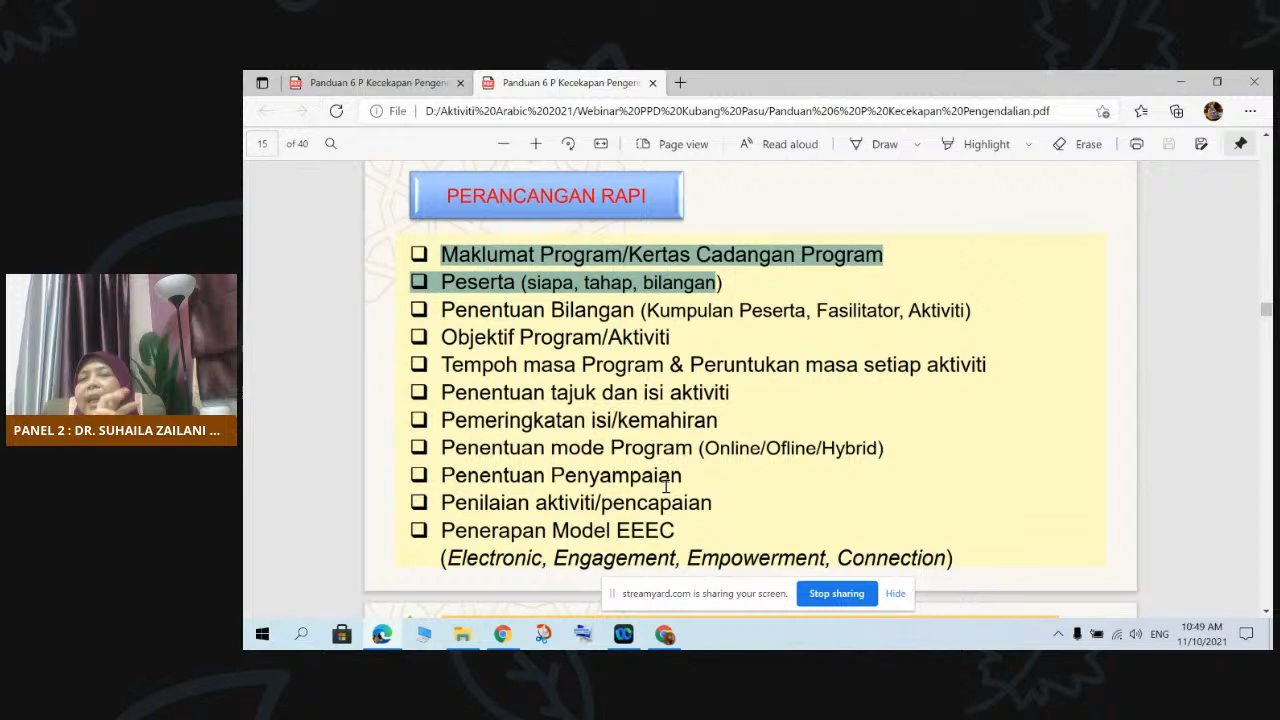 Panduan 6 P Kecekapan Pengen
Panduan 6 P Kecekapan Pengen
File
D:/Aktiviti%20Arabic%202021/Webinar%20PPD%20Kubang%20Pasu/Panduan%206%20P%20Kecekapan%20Pengendalian.pdf
15 of 40
Page view
Read aloud
Draw
Highlight
Erase
PERANCANGAN RAPI
Maklumat Program/Kertas Cadangan Program
Peserta (siapa, tahap, bilangan)
Penentuan Bilangan (Kumpulan Peserta, Fasilitator, Aktiviti)
Objektif Program/Aktiviti
Tempoh masa Program & Peruntukan masa setiap aktiviti
Penentuan tajuk dan isi aktiviti
Pemeringkatan isi/kemahiran
Penentuan mode Program (Online/Ofline/Hybrid)
Penentuan Penyampaian
Penilaian aktiviti/pencapaian
Penerapan Model EEEC
(Electronic, Engagement, Empowerment, Connection)
PANEL 2 : DR. SUHAILA ZAILANI ...
streamyard.com is sharing your screen.
Stop sharing
Hide
ENG
10:49 AM
11/10/2021